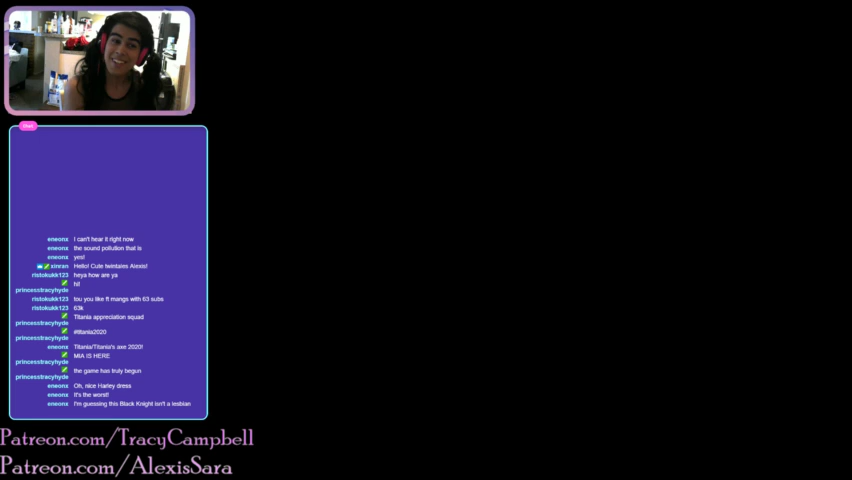 Chat
eneonx I can't hear it right now
eneonx the sound pollution that is
eneonx yes!
xinran Hello! Cute twintales Alexis!
ristokukk123 heya how are ya
princesstracyhyde hi!
ristokukk123 tou you like ft mangs with 63 subs
ristokukk123 63k
princesstracyhyde Titania appreciation squad
princesstracyhyde #titania2020
eneonx Titania/Titania's axe 2020!
princesstracyhyde MIA IS HERE
princesstracyhyde the game has truly begun
eneonx Oh, nice Harley dress
eneonx It's the worst!
eneonx I'm guessing this Black Knight isn't a lesbian
Patreon.com/TracyCampbell
Patreon.com/AlexisSara